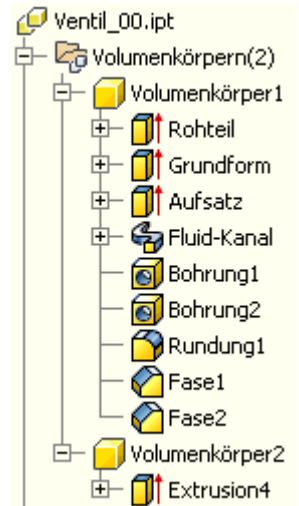 Ventil_00.ipt
Volumenkörpern(2)
Volumenkörper1
Rohteil
Grundform
Aufsatz
Fluid-Kanal
Bohrung1
Bohrung2
Rundung1
Fase1
Fase2
Volumenkörper2
Extrusion4